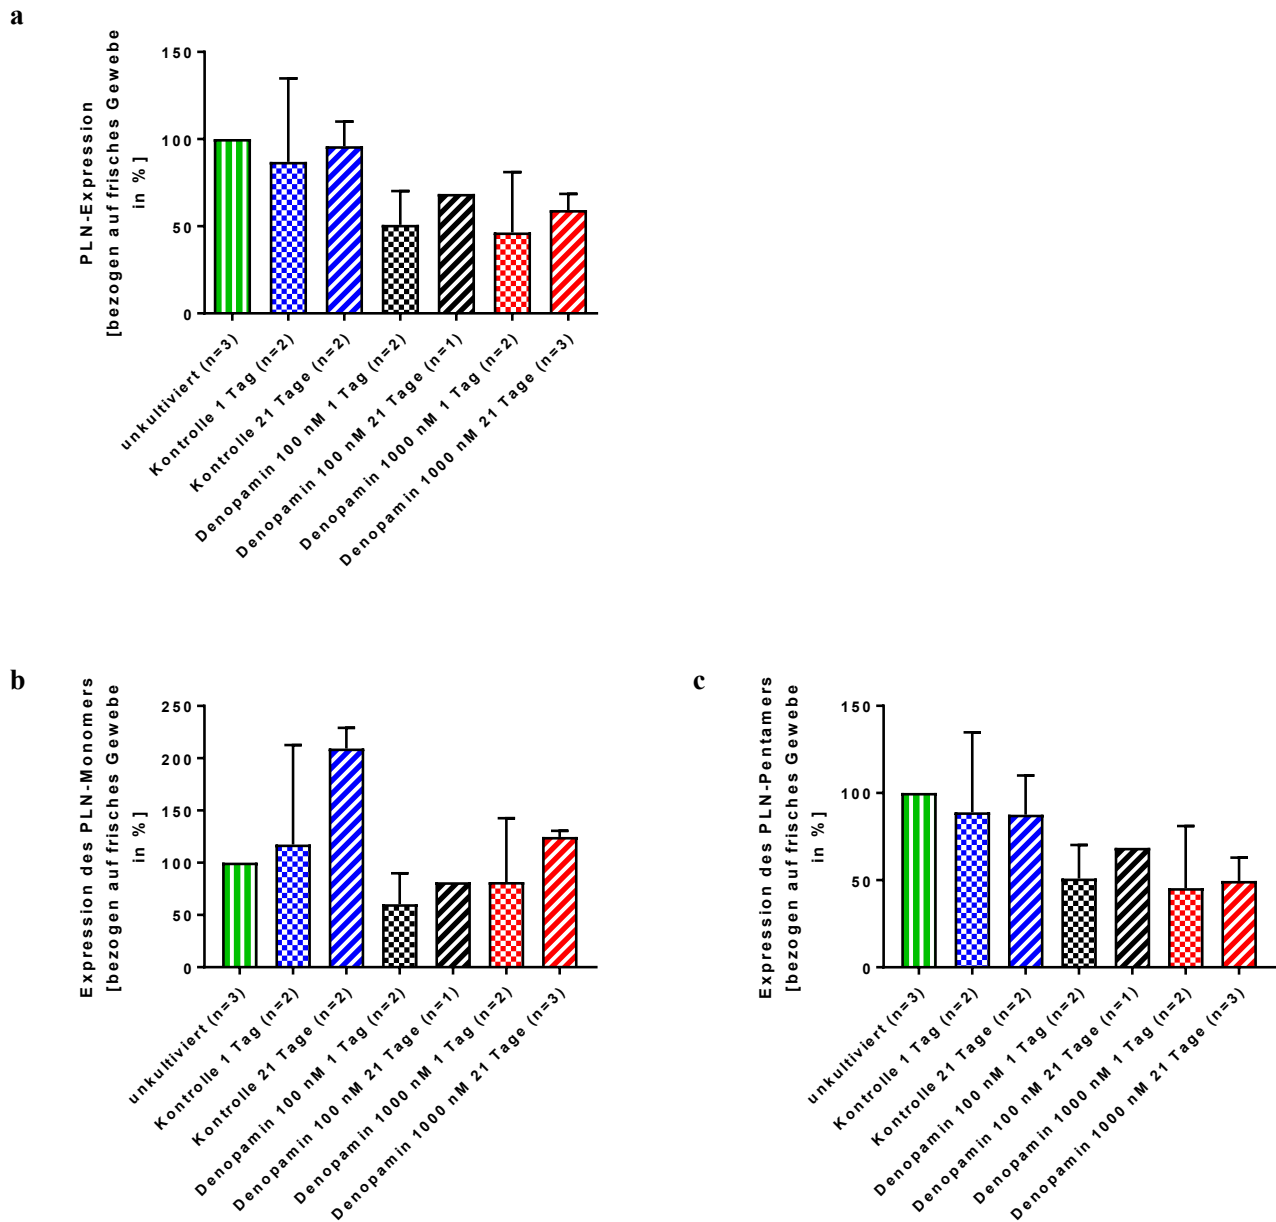 a
PLN-Expression
[bezogen auf frisches Gewebe
in %]
150
100
50
0
unkultiviert (n=3)
Kontrolle 1 Tag (n=2)
Kontrolle 21 Tage (n=2)
Denopamin 100 nM 1 Tag (n=2)
Denopamin 100 nM 21 Tage (n=1)
Denopamin 1000 nM 1 Tag (n=2)
Denopamin 1000 nM 21 Tage (n=3)
b
Expression des PLN-Monomers
[bezogen auf frisches Gewebe
in %]
250
200
150
100
50
0
unkultiviert (n=3)
Kontrolle 1 Tag (n=2)
Kontrolle 21 Tage (n=2)
Denopamin 100 nM 1 Tag (n=2)
Denopamin 100 nM 21 Tage (n=1)
Denopamin 1000 nM 1 Tag (n=2)
Denopamin 1000 nM 21 Tage (n=3)
c
Expression des PLN-Pentamers
[bezogen auf frisches Gewebe
in %]
150
100
50
0
unkultiviert (n=3)
Kontrolle 1 Tag (n=2)
Kontrolle 21 Tage (n=2)
Denopamin 100 nM 1 Tag (n=2)
Denopamin 100 nM 21 Tage (n=1)
Denopamin 1000 nM 1 Tag (n=2)
Denopamin 1000 nM 21 Tage (n=3)